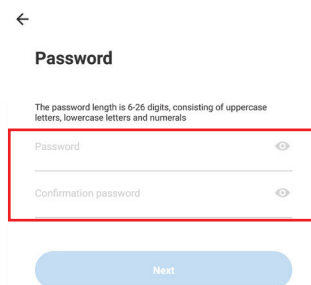 Password
The password length is 6-26 digits, consisting of uppercase
letters, lowercase letters and numerals
Password
Confirmation password
Next